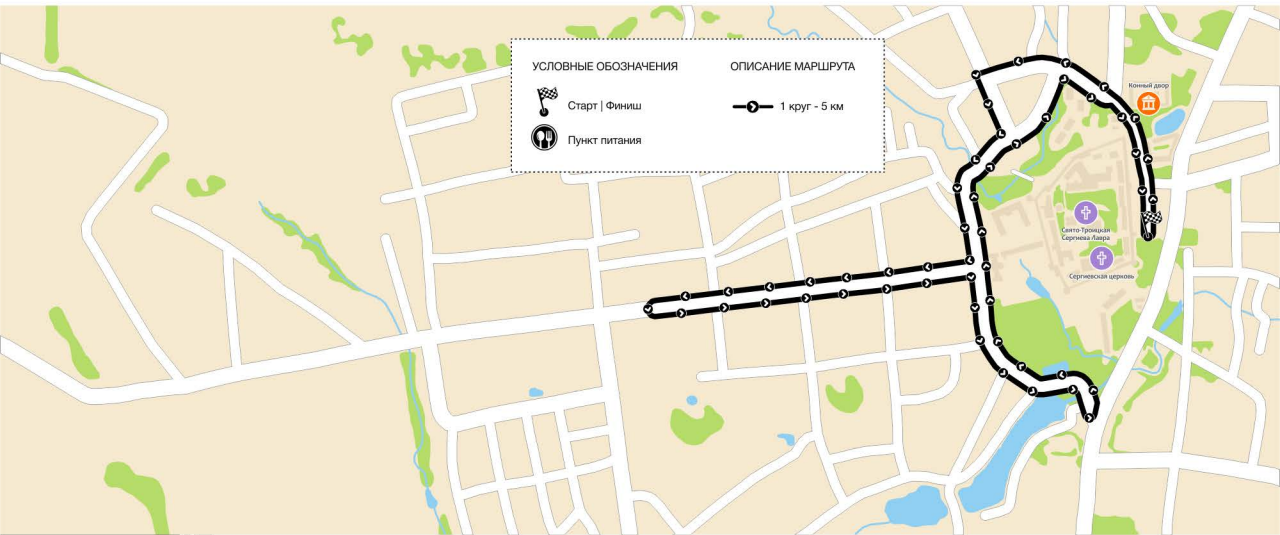 УСЛОВНЫЕ ОБОЗНАЧЕНИЯ
Старт | Финиш
Пункт питания
ОПИСАНИЕ МАРШРУТА
1 круг - 5 км
Конный двор
Свято-Троицкая
Сергиева Лавра
Сергиевская церковь